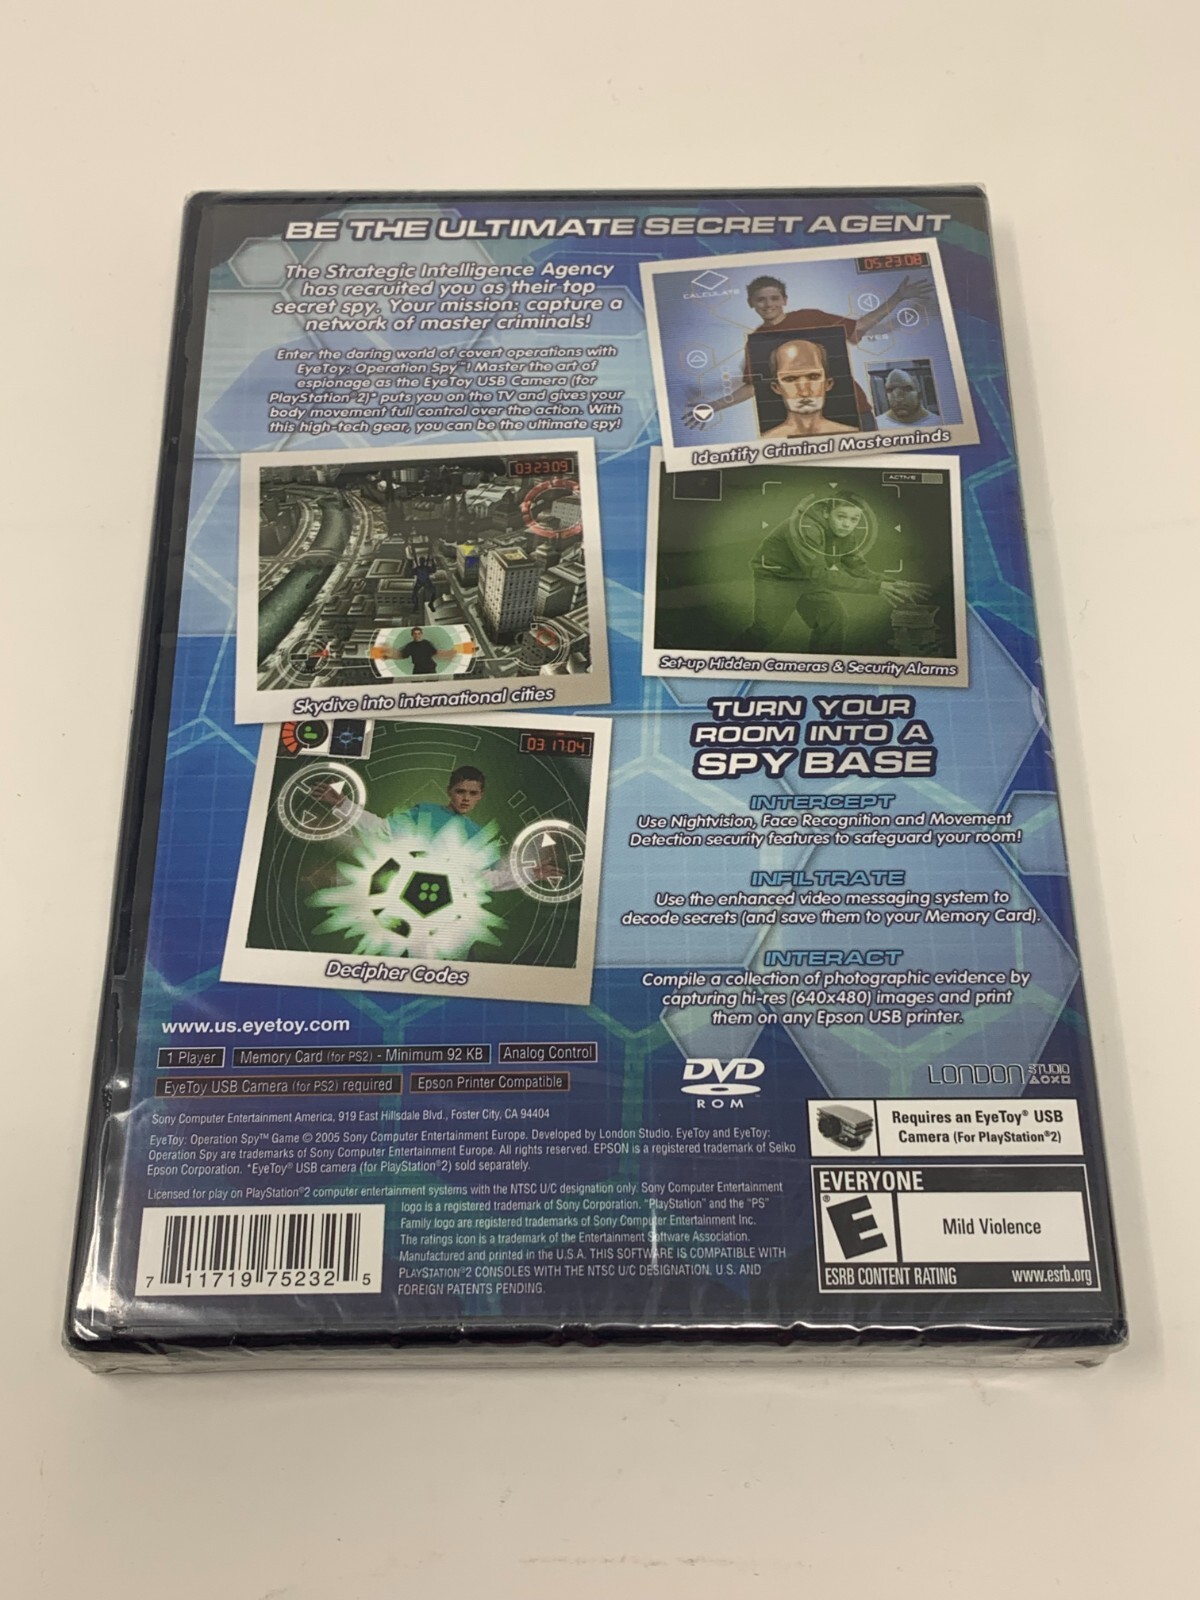 BE THE ULTIMATE SECRET AGENT
The Strategic Intelligence Agency
has recruited you as their top
secret spy. Your mission: capture a
network of master criminals!
Enter the daring world of covert operations with
EyeToy: Operation Spy™! Master the art of
espionage as the EyeToy USB Camera (for
PlayStation®2)* puts you on the TV and gives your
body movement full control over the action. With
this high-tech gear, you can be the ultimate spy!
05:23:08
CALCULATE
EYES
Identify Criminal Masterminds
03:23:09
Skydive into international cities
ACTIVE
Set-up Hidden Cameras & Security Alarms
03:17:04
Decipher Codes
TURN YOUR
ROOM INTO A
SPY BASE
INTERCEPT
Use Nightvision, Face Recognition and Movement
Detection security features to safeguard your room!
INFILTRATE
Use the enhanced video messaging system to
decode secrets (and save them to your Memory Card).
INTERACT
Compile a collection of photographic evidence by
capturing hi-res (640x480) images and print
them on any Epson USB printer.
www.us.eyetoy.com
1 Player
Memory Card (for PS2) - Minimum 92 KB
Analog Control
EyeToy USB Camera (for PS2) required
Epson Printer Compatible
DVD
ROM
LONDON STUDIO
Sony Computer Entertainment America, 919 East Hillsdale Blvd., Foster City, CA 94404
EyeToy: Operation Spy™ Game © 2005 Sony Computer Entertainment Europe. Developed by London Studio. EyeToy and EyeToy:
Operation Spy are trademarks of Sony Computer Entertainment Europe. All rights reserved. EPSON is a registered trademark of Seiko
Epson Corporation. *EyeToy® USB camera (for PlayStation®2) sold separately.
Licensed for play on PlayStation®2 computer entertainment systems with the NTSC U/C designation only. Sony Computer Entertainment
logo is a registered trademark of Sony Corporation. "PlayStation" and the "PS"
Family logo are registered trademarks of Sony Computer Entertainment Inc.
The ratings icon is a trademark of the Entertainment Software Association.
Manufactured and printed in the U.S.A. THIS SOFTWARE IS COMPATIBLE WITH
PLAYSTATION®2 CONSOLES WITH THE NTSC U/C DESIGNATION. U.S. AND
FOREIGN PATENTS PENDING.
7 11719 75232 5
Requires an EyeToy® USB
Camera (For PlayStation®2)
EVERYONE
E®
Mild Violence
ESRB CONTENT RATING
www.esrb.org